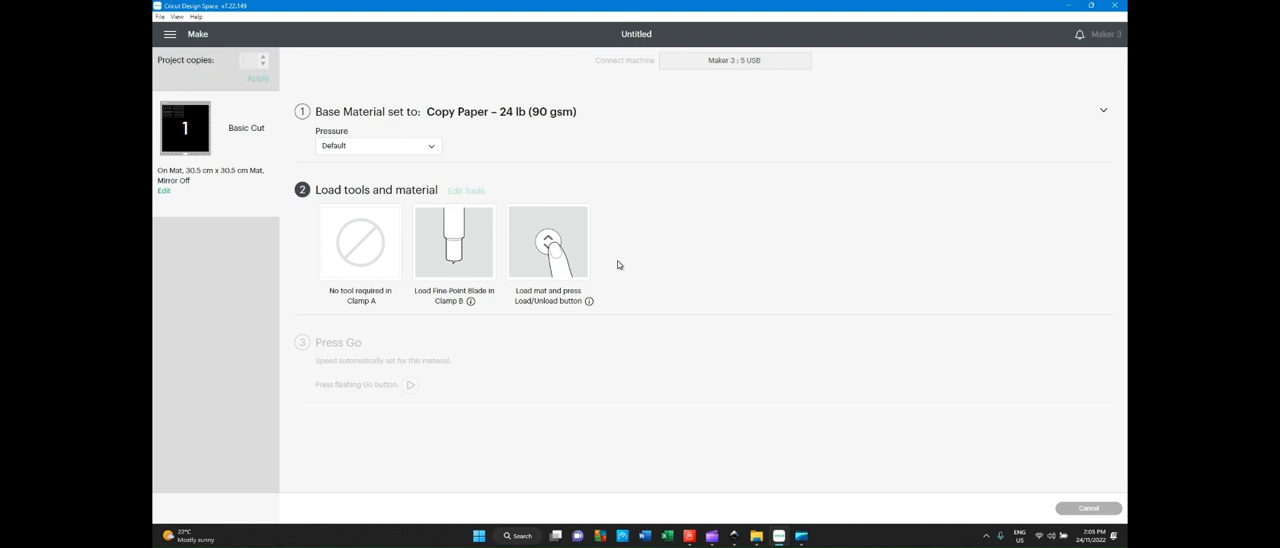 Cricut Design Space v7.22.149
File View Help
Make
Untitled
Maker 3
Project copies:
1
Apply
Connect machine
Maker 3 : 5 USB
1
Basic Cut
On Mat, 30.5 cm x 30.5 cm Mat,
Mirror Off
Edit
1 Base Material set to: Copy Paper – 24 lb (90 gsm)
Pressure
Default
2 Load tools and material Edit Tools
No tool required in
Clamp A
Load Fine-Point Blade in
Clamp B
Load mat and press
Load/Unload button
3 Press Go
Speed automatically set for this material.
Press flashing Go button.
Cancel
22°C
Mostly sunny
Search
ENG
US
2:05 PM
24/11/2022